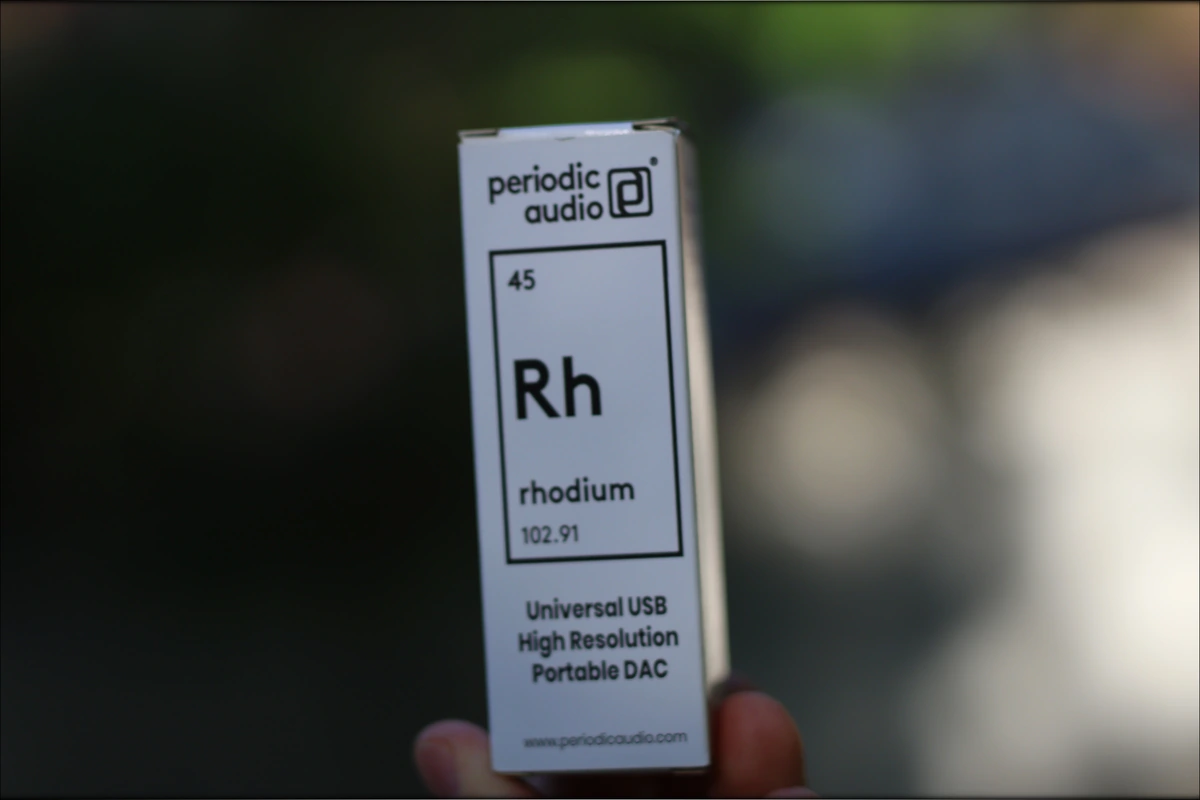 periodic
audio
45
Rh
rhodium
102.91
Universal USB
High Resolution
Portable DAC
www.periodicaudio.com